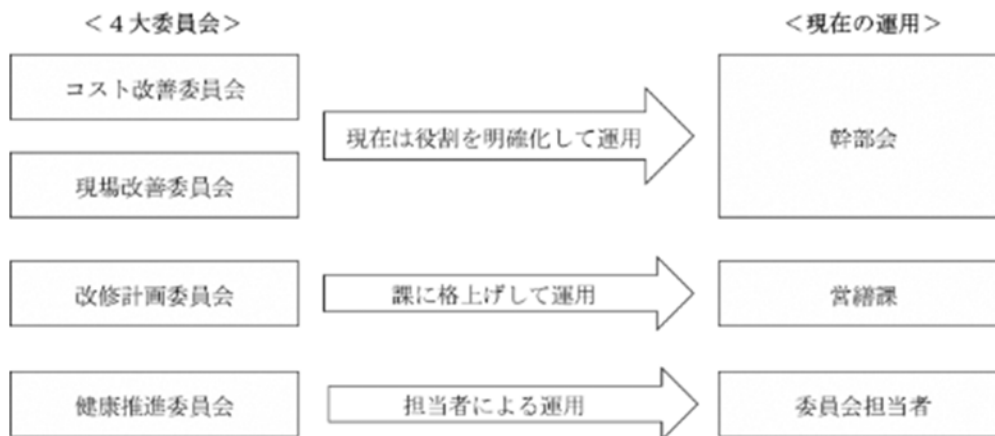 ＜４大委員会＞
＜現在の運用＞
コスト改善委員会
現場改善委員会
現在は役割を明確化して運用
幹部会
改修計画委員会
課に格上げして運用
営繕課
健康推進委員会
担当者による運用
委員会担当者